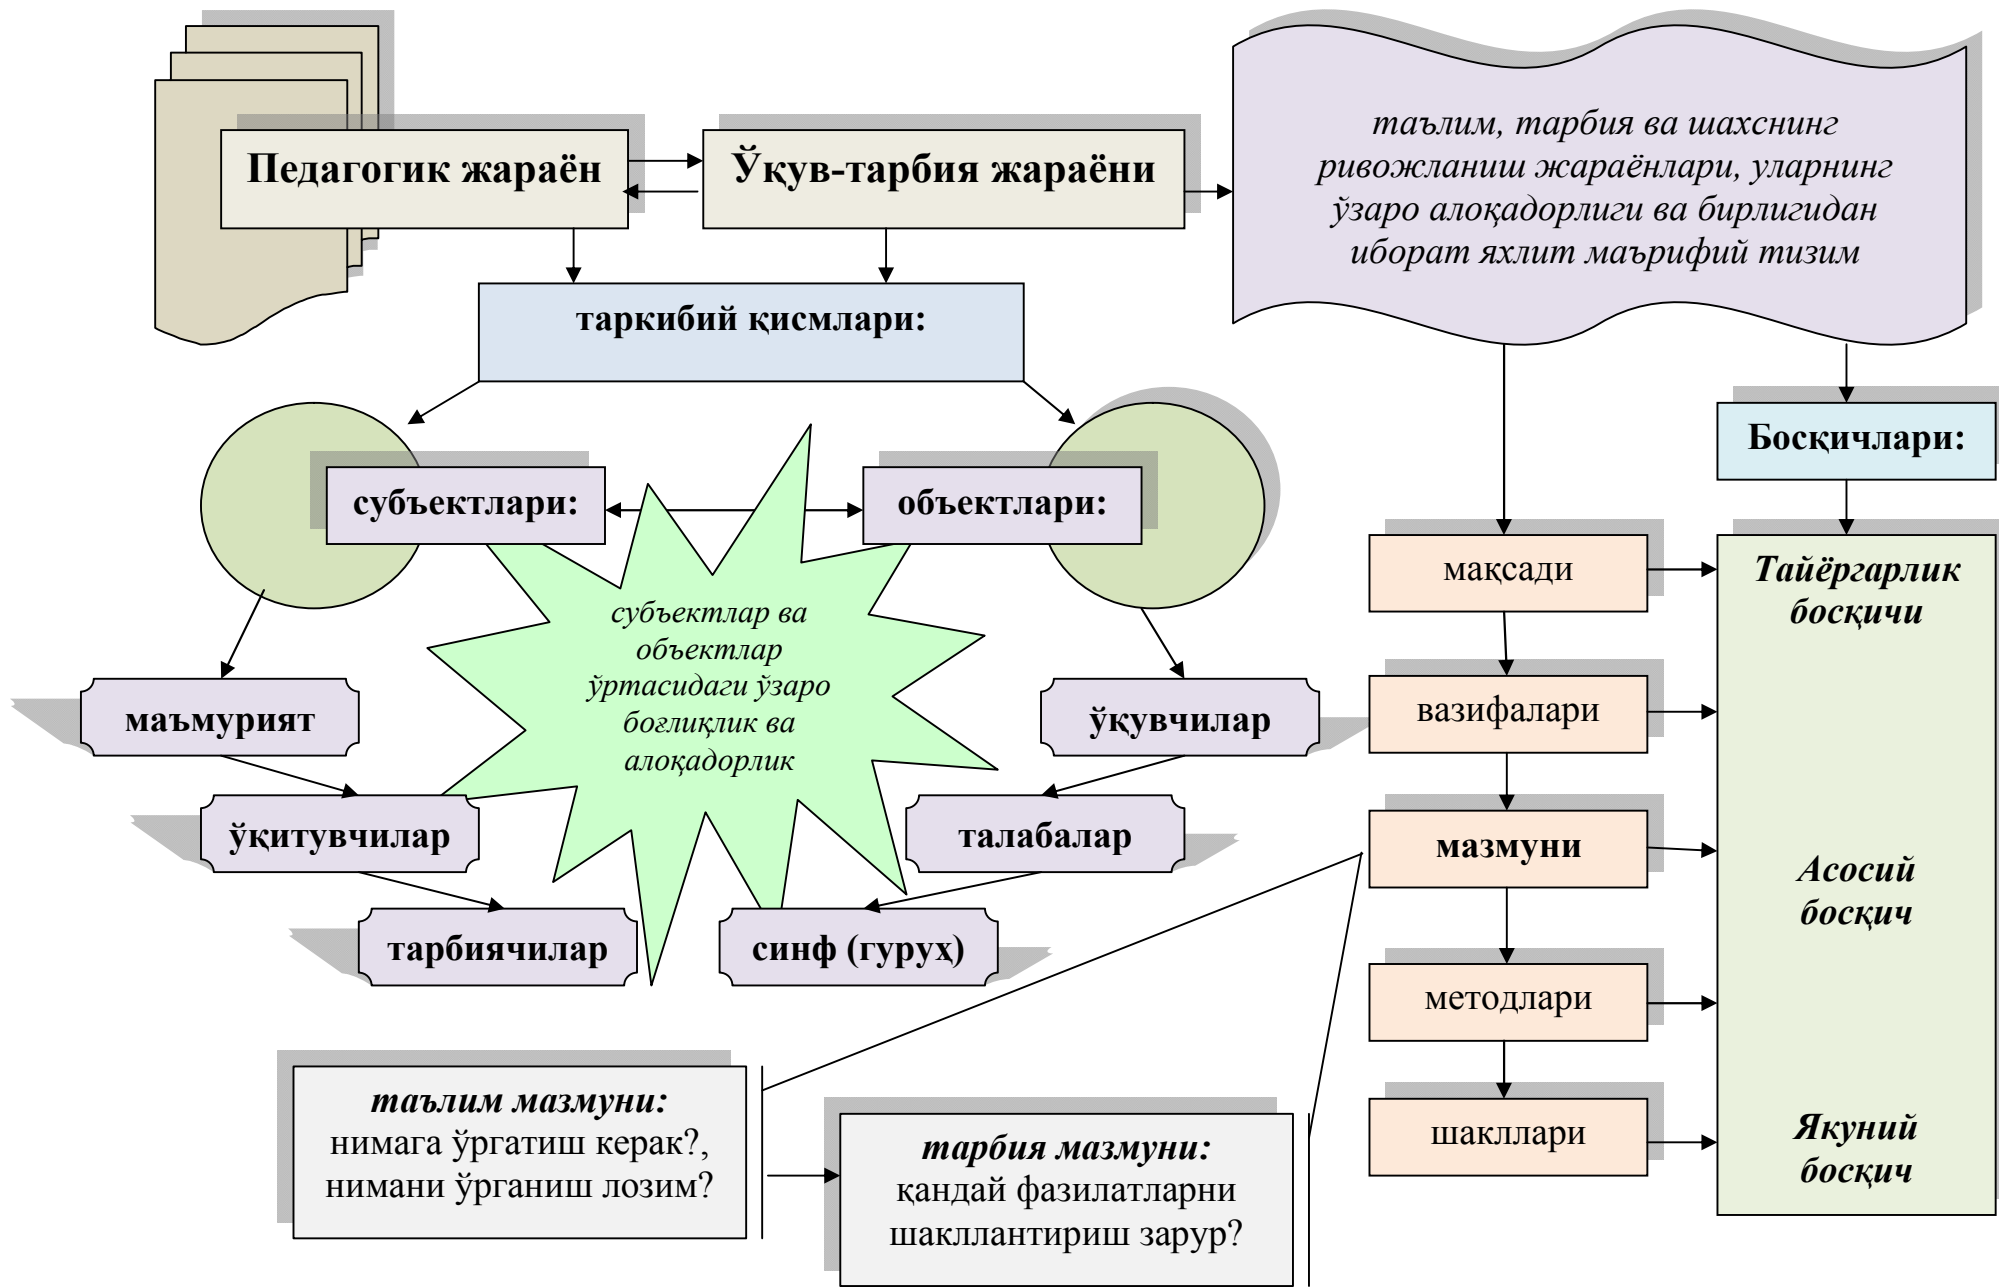 Педагогик жараён
Ўқув-тарбия жараёни
таълим, тарбия ва шахснинг
ривожланиш жараёнлари, уларнинг
ўзаро алоқадорлиги ва бирлигидан
иборат яхлит маърифий тизим
таркибий қисмлари:
Босқичлари:
субъектлари:
объектлари:
субъектлар ва
объектлар
ўртасидаги ўзаро
боғлиқлик ва
алоқадорлик
маъмурият
ўқитувчилар
тарбиячилар
ўқувчилар
талабалар
синф (гуруҳ)
мақсади
вазифалари
мазмуни
методлари
шакллари
Тайёргарлик
босқичи
Асосий
босқич
Якуний
босқич
таълим мазмуни:
нимага ўргатиш керак?,
нимани ўрганиш лозим?
тарбия мазмуни:
қандай фазилатларни
шакллантириш зарур?